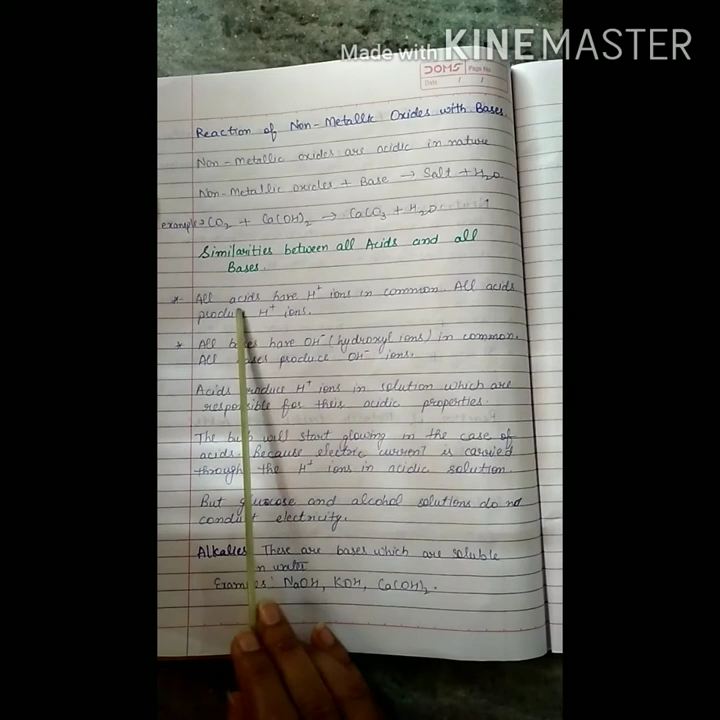 Made with KINEMASTER
DOMS Page No.
Date / /
Reaction of Non-Metallic Oxides with Bases.
Non-Metallic oxides are acidic in nature
Non-Metallic oxides + Base → Salt + H₂O
example→ CO₂ + Ca(OH)₂ → CaCO₃ + H₂O
Similarities between all Acids and all
Bases.
* All acids have H⁺ ions in common. All acids
produce H⁺ ions.
* All bases have OH⁻ (hydroxyl ions) in common.
All bases produce OH⁻ ions.
Acids produce H⁺ ions in solution which are
responsible for their acidic properties.
The bulb will start glowing in the case of
acids, because electric current is carried
through the H⁺ ions in acidic solution.
But glucose and alcohol solutions do not
conduct electricity.
Alkalies These are bases which are soluble
in water
Examples: NaOH, KOH, Ca(OH)₂.